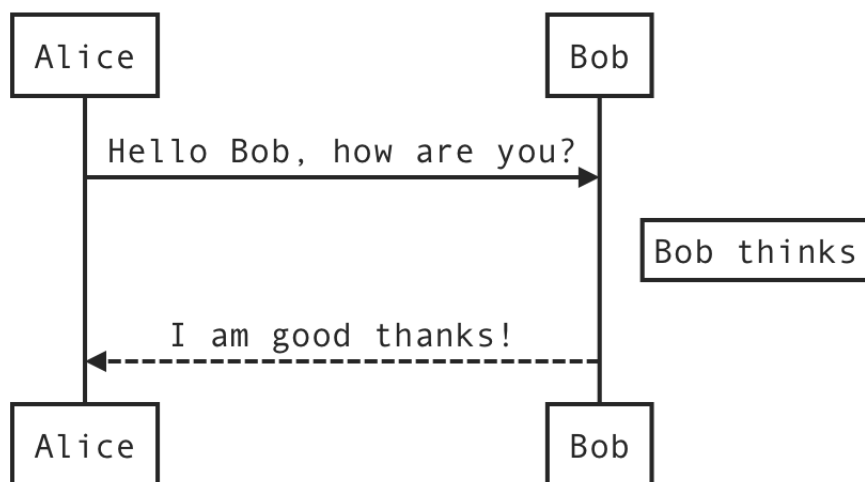 Alice
Bob
Hello Bob, how are you?
Bob thinks
I am good thanks!
Alice
Bob